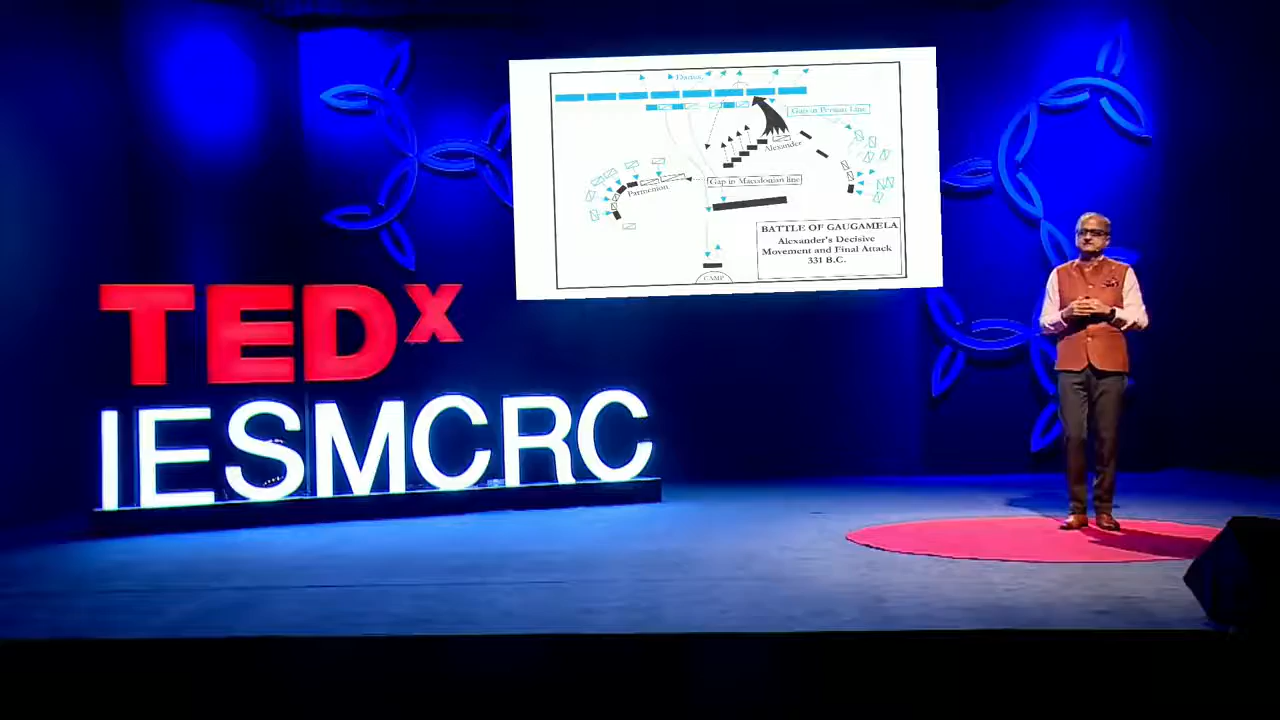 TEDx
IESMCRC
Darius
Gap in Persian Line
Alexander
Gap in Macedonian line
Parmenion
BATTLE OF GAUGAMELA
Alexander's Decisive
Movement and Final Attack
331 B.C.
CAMP